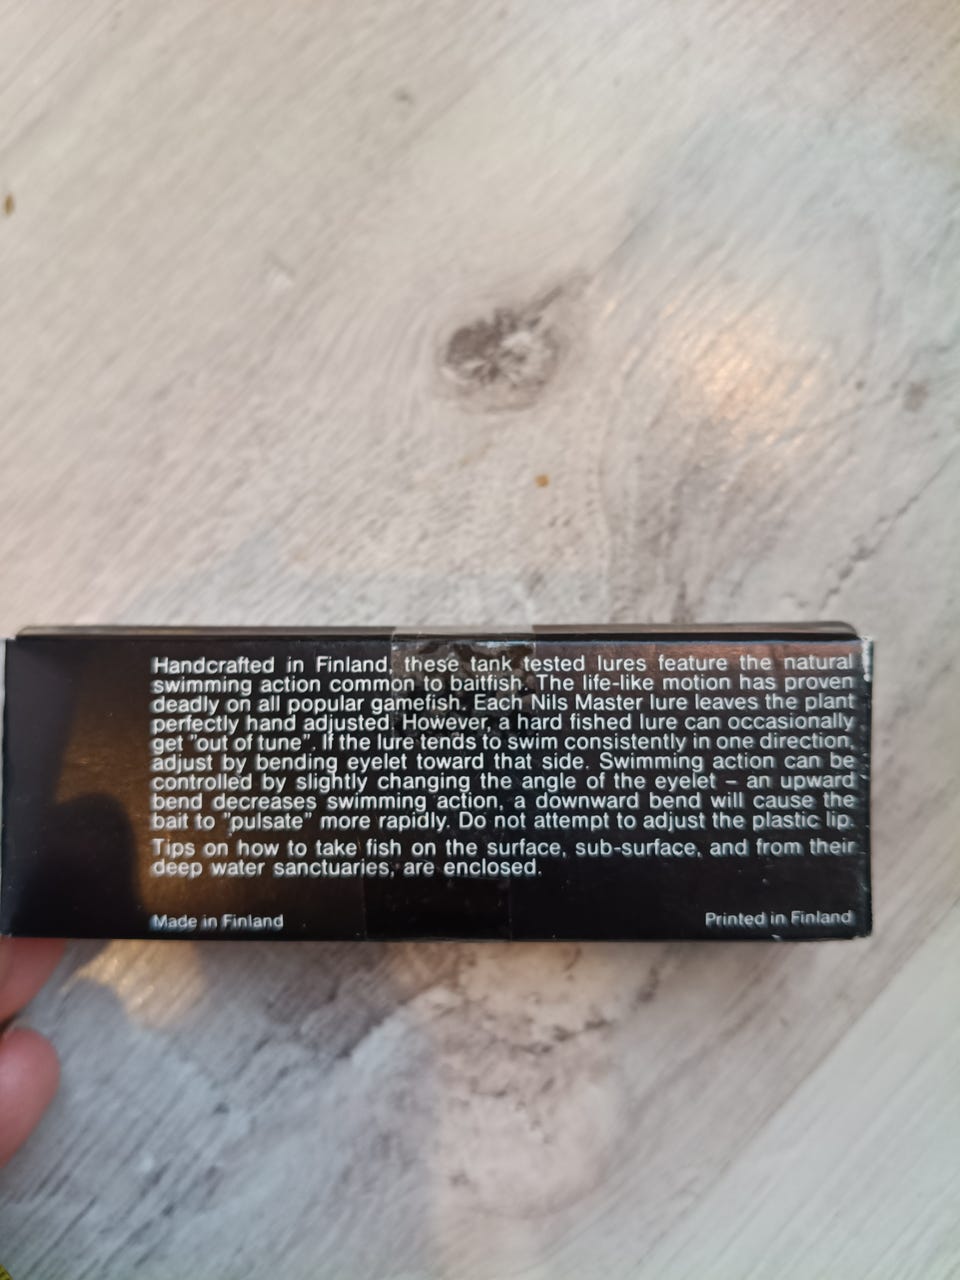 Handcrafted in Finland, these tank tested lures feature the natural
swimming action common to baitfish. The life-like motion has proven
deadly on all popular gamefish. Each Nils Master lure leaves the plant
perfectly hand adjusted. However, a hard fished lure can occasionally
get "out of tune". If the lure tends to swim consistently in one direction,
adjust by bending eyelet toward that side. Swimming action can be
controlled by slightly changing the angle of the eyelet – an upward
bend decreases swimming action, a downward bend will cause the
bait to "pulsate" more rapidly. Do not attempt to adjust the plastic lip.
Tips on how to take fish on the surface, sub-surface, and from their
deep water sanctuaries, are enclosed.
Made in Finland
Printed in Finland